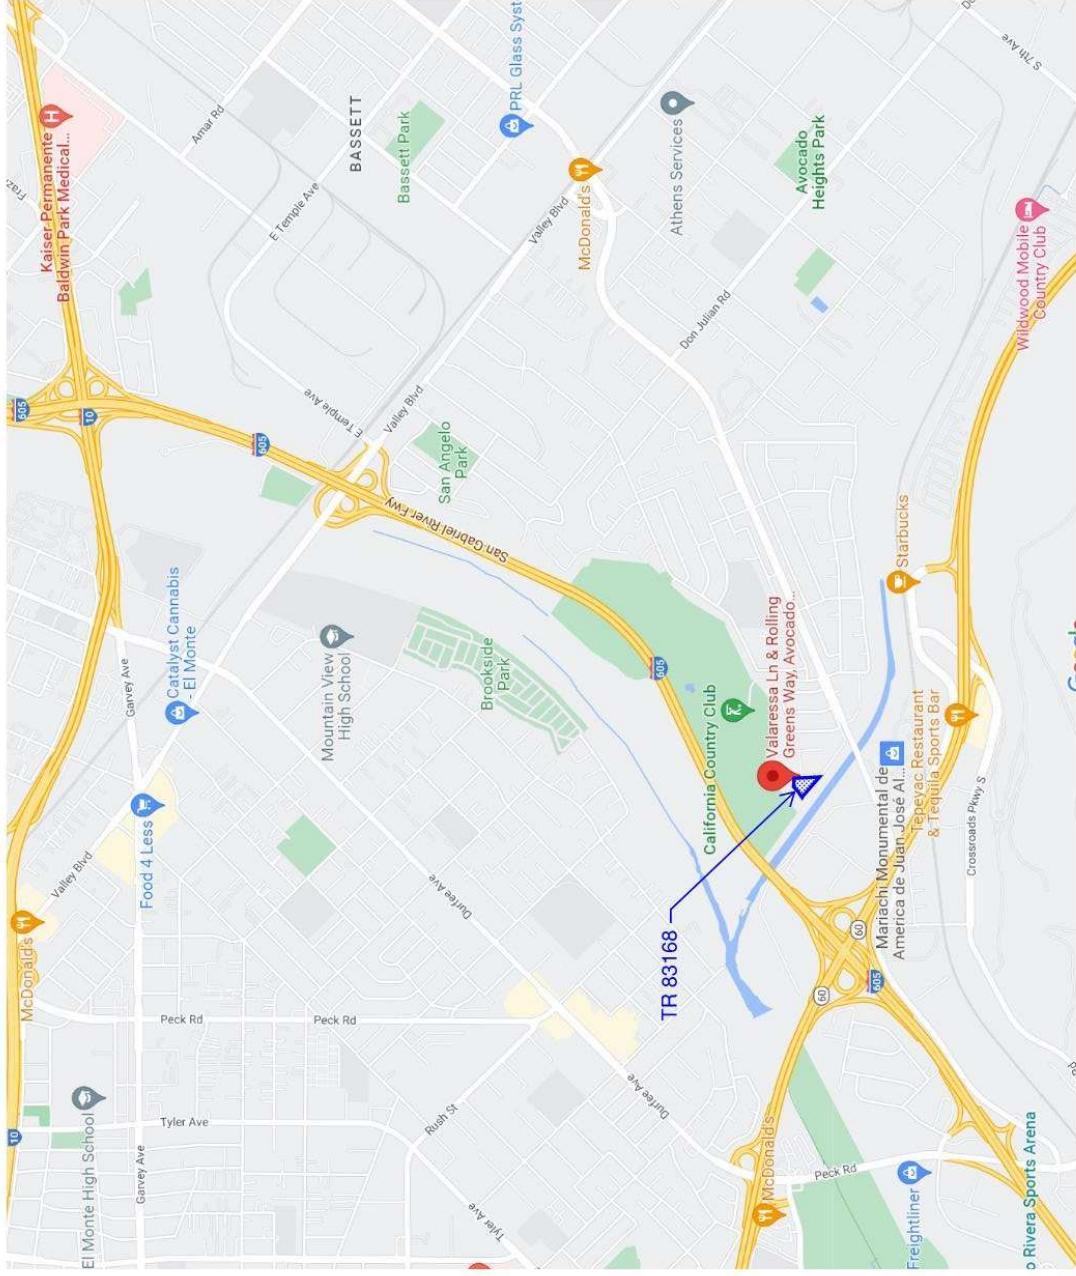 10
McDonald's
605
Fraz
Kaiser Permanente
Baldwin Park Medical...
El Monte High School
Garvey Ave
Tyler Ave
Peck Rd
Valley Blvd
Garvey Ave
10
Food 4 Less
Catalyst Cannabis
- El Monte
Amar Rd
605
E Temple Ave
E Temple Ave
Peck Rd
Mountain View
High School
BASSETT
Valley Blvd
Bassett Park
Rush St
Durfee Ave
San Gabriel River Fwy
San Angelo
Park
Tyler Ave
Brookside
Park
PRL Glass Syst
Valley Blvd
McDonald's
Durfee Ave
TR 83168
605
Athens Services
Don Julian Rd
California Country Club
McDonald's
Valaressa Ln & Rolling
Greens Way, Avocado...
Avocado
Heights Park
Peck Rd
60
60
605
Mariachi Monumental de
America de Juan José Al...
Starbucks
Freightliner
Tepeyac Restaurant
& Tequila Sports Bar
Crossroads Pkwy S
S 7th Ave
Wildwood Mobile
Country Club
o Rivera Sports Arena